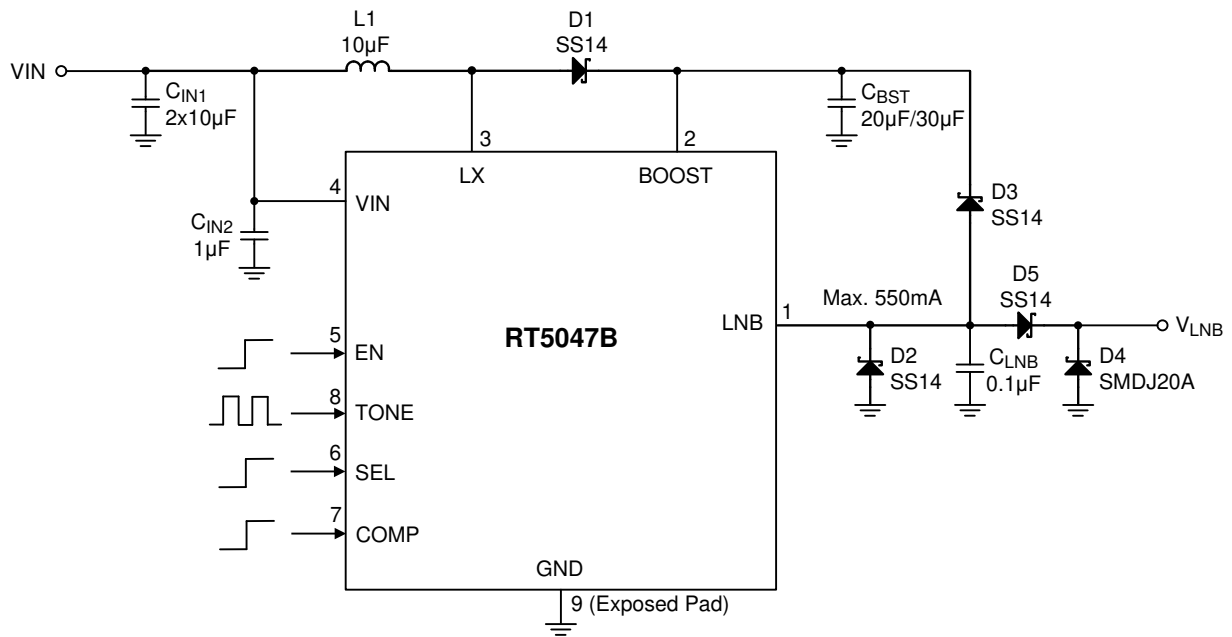 L1
10µF
D1
SS14
VIN
C_IN1
2x10µF
C_BST
20µF/30µF
3
2
LX
BOOST
4
VIN
D3
SS14
C_IN2
1µF
D5
SS14
Max. 550mA
1
LNB
V_LNB
RT5047B
5
EN
D2
SS14
C_LNB
0.1µF
D4
SMDJ20A
8
TONE
6
SEL
7
COMP
GND
9 (Exposed Pad)